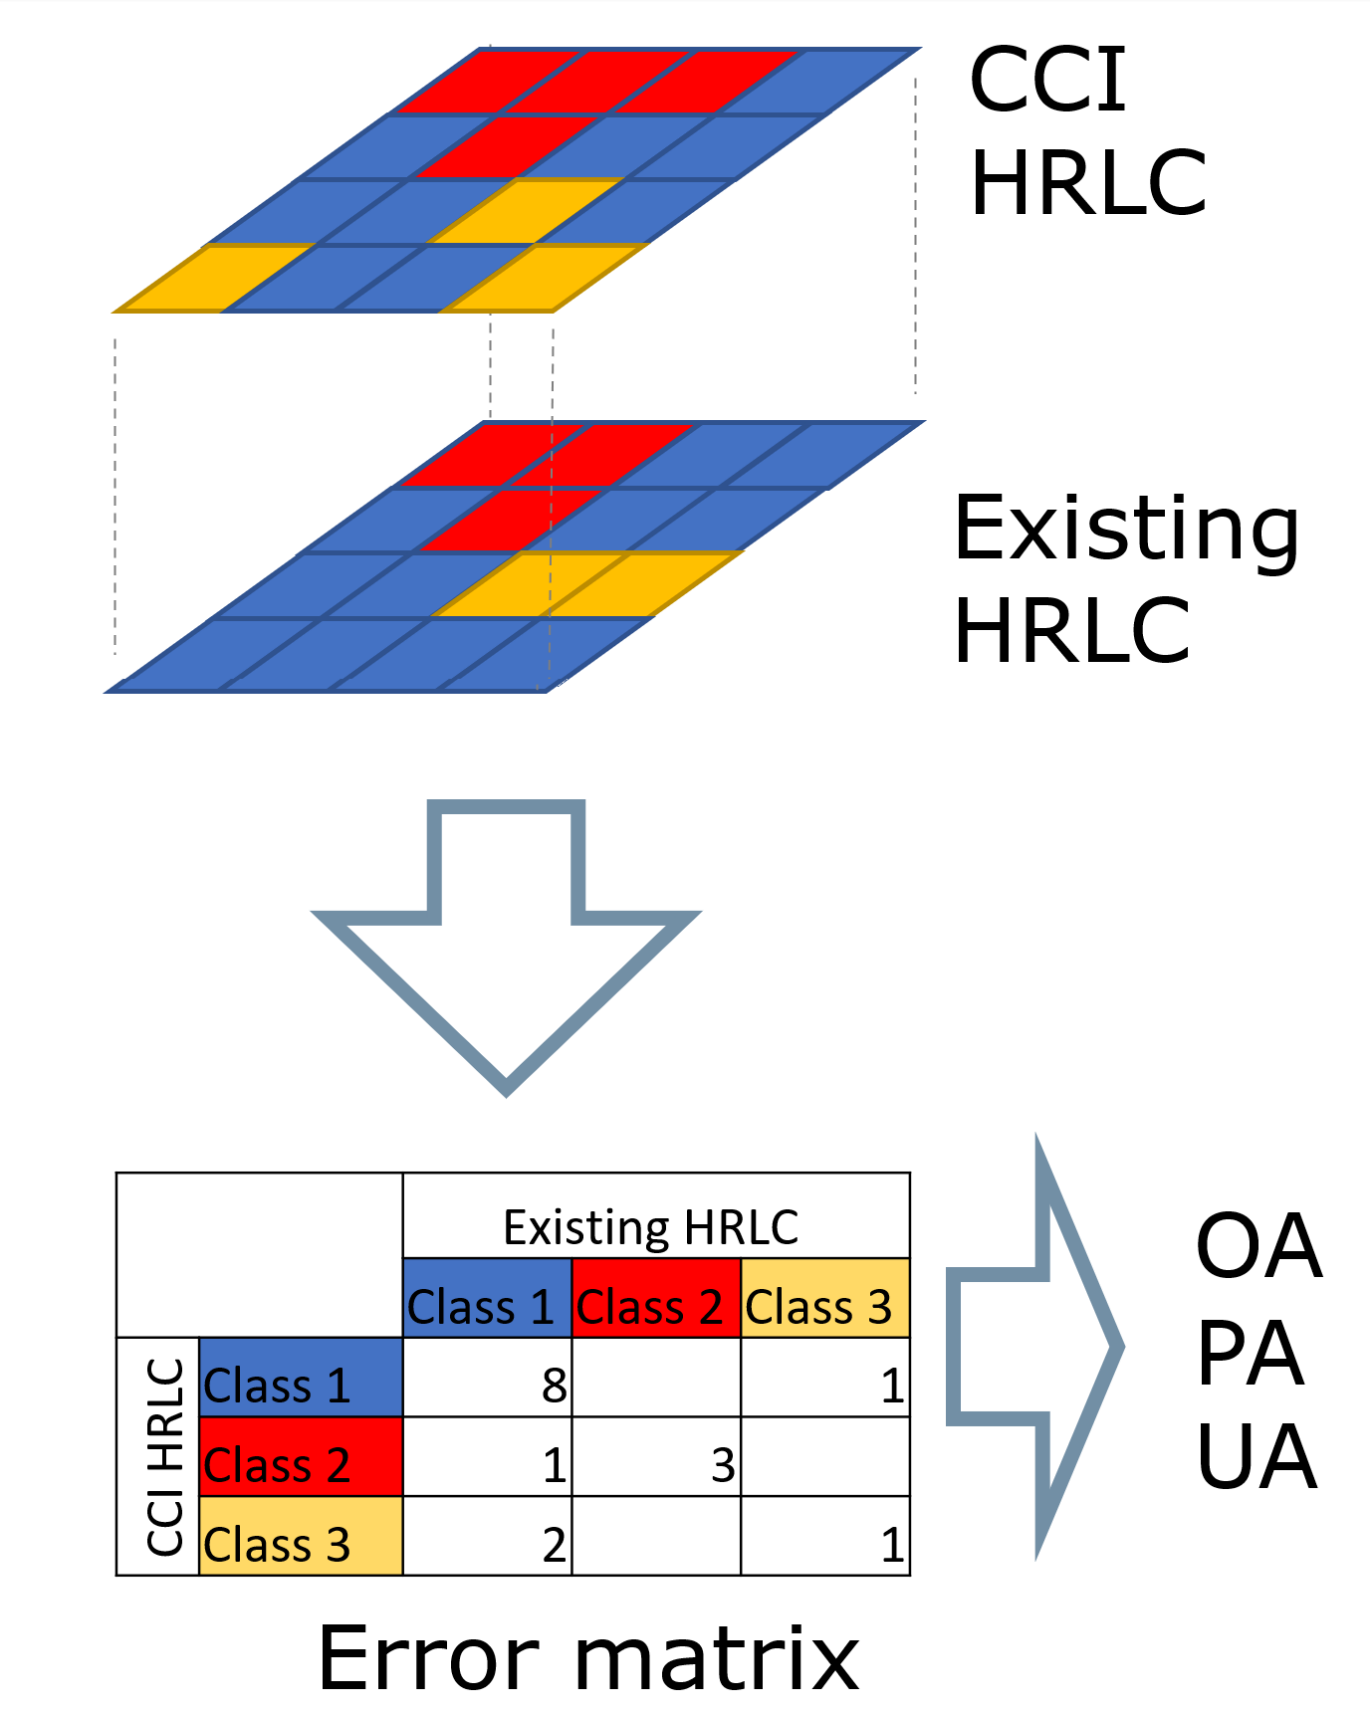 CCI
HRLC
Existing
HRLC
Existing HRLC
Class 1 Class 2 Class 3
CCI HRLC
Class 1 8 1
Class 2 1 3
Class 3 2 1
OA
PA
UA
Error matrix